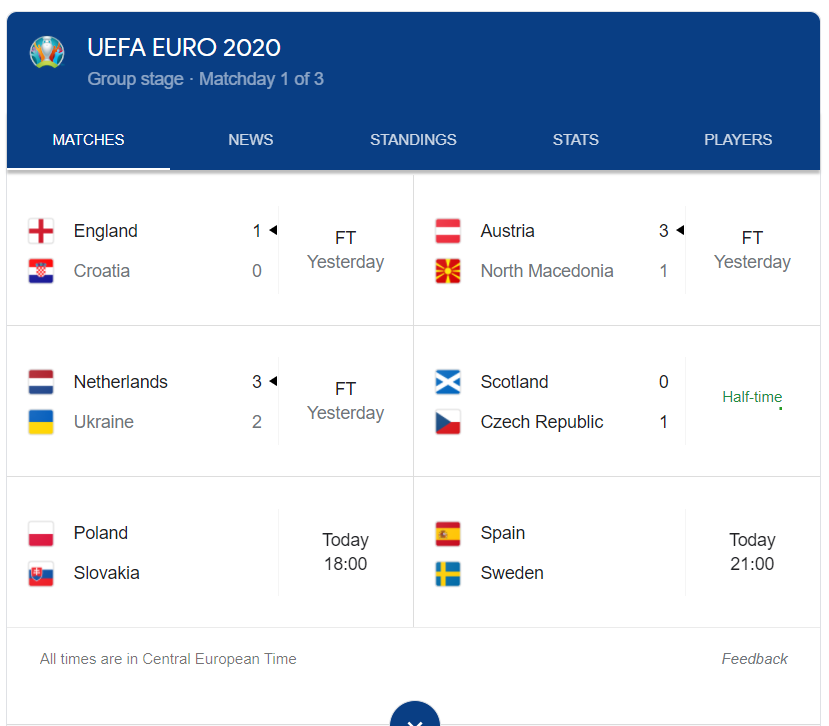 UEFA EURO 2020
Group stage · Matchday 1 of 3
MATCHES NEWS STANDINGS STATS PLAYERS
England 1
Croatia 0
FT
Yesterday
Austria 3
North Macedonia 1
FT
Yesterday
Netherlands 3
Ukraine 2
FT
Yesterday
Scotland 0
Czech Republic 1
Half-time
Poland
Slovakia
Today
18:00
Spain
Sweden
Today
21:00
All times are in Central European Time
Feedback